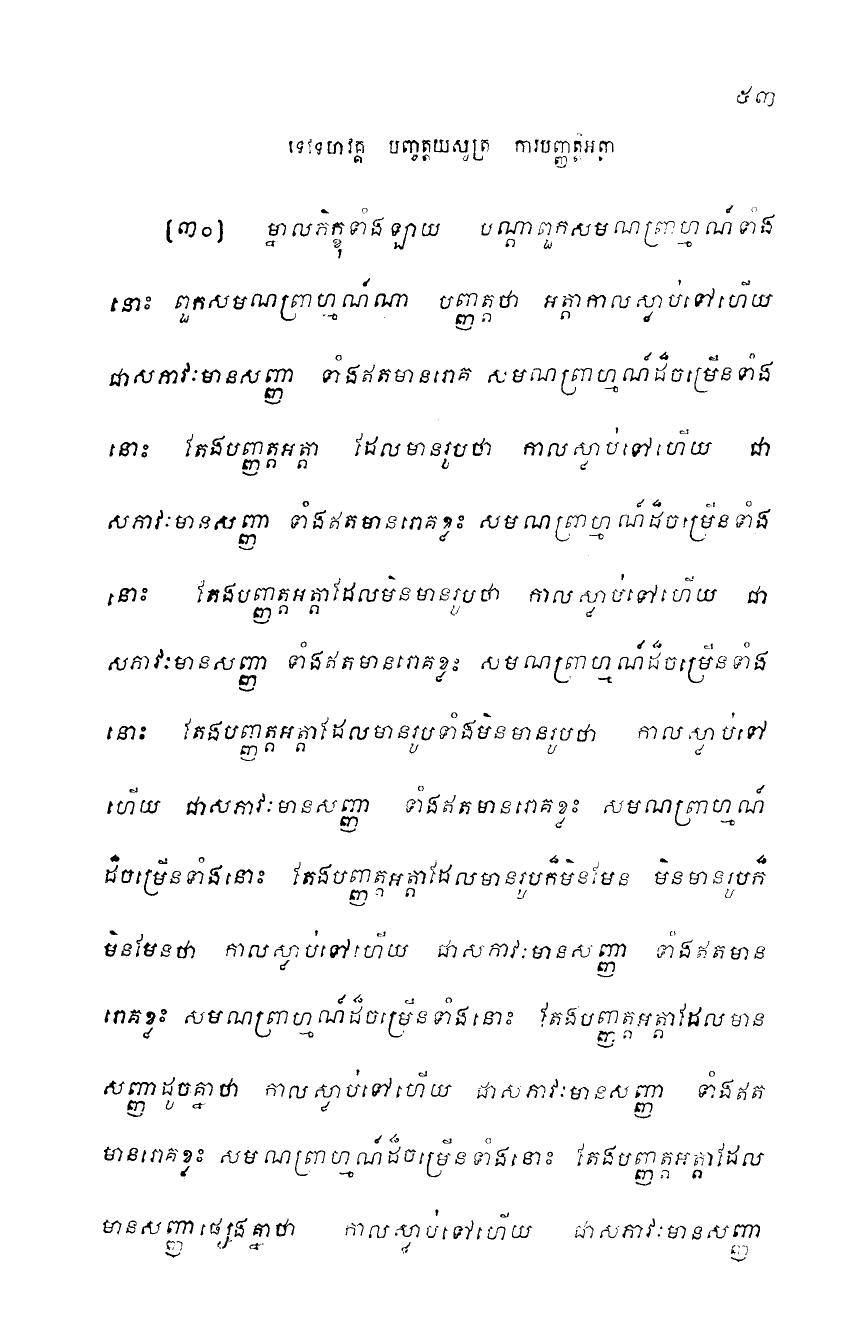 ៥៣
ទេវទហវគ្គ បញ្ចត្តយសូត្រ ការបញ្ញត្តិអត្តា
(៣០) ម្នាលភិក្ខុទាំងឡាយ បណ្តាពួកសមណព្រាហ្មណ៍ទាំង
នោះ ពួកសមណព្រាហ្មណ៍ណា បញ្ញត្តថា អត្តាកាលស្លាប់ទៅហើយ
ជាសភាវៈមានសញ្ញា ទាំងឥតមានរោគ សមណព្រាហ្មណ៍ដ៏ចម្រើនទាំង
នោះ តែងបញ្ញត្តអត្តា ដែលមានរូបថា កាលស្លាប់ទៅហើយ ជា
សភាវៈមានសញ្ញា ទាំងឥតមានរោគខ្លះ សមណព្រាហ្មណ៍ដ៏ចម្រើនទាំង
នោះ តែងបញ្ញត្តអត្តាដែលមិនមានរូបថា កាលស្លាប់ទៅហើយ ជា
សភាវៈមានសញ្ញា ទាំងឥតមានរោគខ្លះ សមណព្រាហ្មណ៍ដ៏ចម្រើនទាំង
នោះ តែងបញ្ញត្តអត្តាដែលមានរូបទាំងមិនមានរូបថា កាលស្លាប់ទៅ
ហើយ ជាសភាវៈមានសញ្ញា ទាំងឥតមានរោគខ្លះ សមណព្រាហ្មណ៍
ដ៏ចម្រើនទាំងនោះ តែងបញ្ញត្តអត្តាដែលមានរូបក៏មិនមែន មិនមានរូបក៏
មិនមែនថា កាលស្លាប់ទៅហើយ ជាសភាវៈមានសញ្ញា ទាំងឥតមាន
រោគខ្លះ សមណព្រាហ្មណ៍ដ៏ចម្រើនទាំងនោះ តែងបញ្ញត្តអត្តាដែលមាន
សញ្ញាដូចគ្នាថា កាលស្លាប់ទៅហើយ ជាសភាវៈមានសញ្ញា ទាំងឥត
មានរោគខ្លះ សមណព្រាហ្មណ៍ដ៏ចម្រើនទាំងនោះ តែងបញ្ញត្តអត្តាដែល
មានសញ្ញាផ្សេងគ្នាថា កាលស្លាប់ទៅហើយ ជាសភាវៈមានសញ្ញា